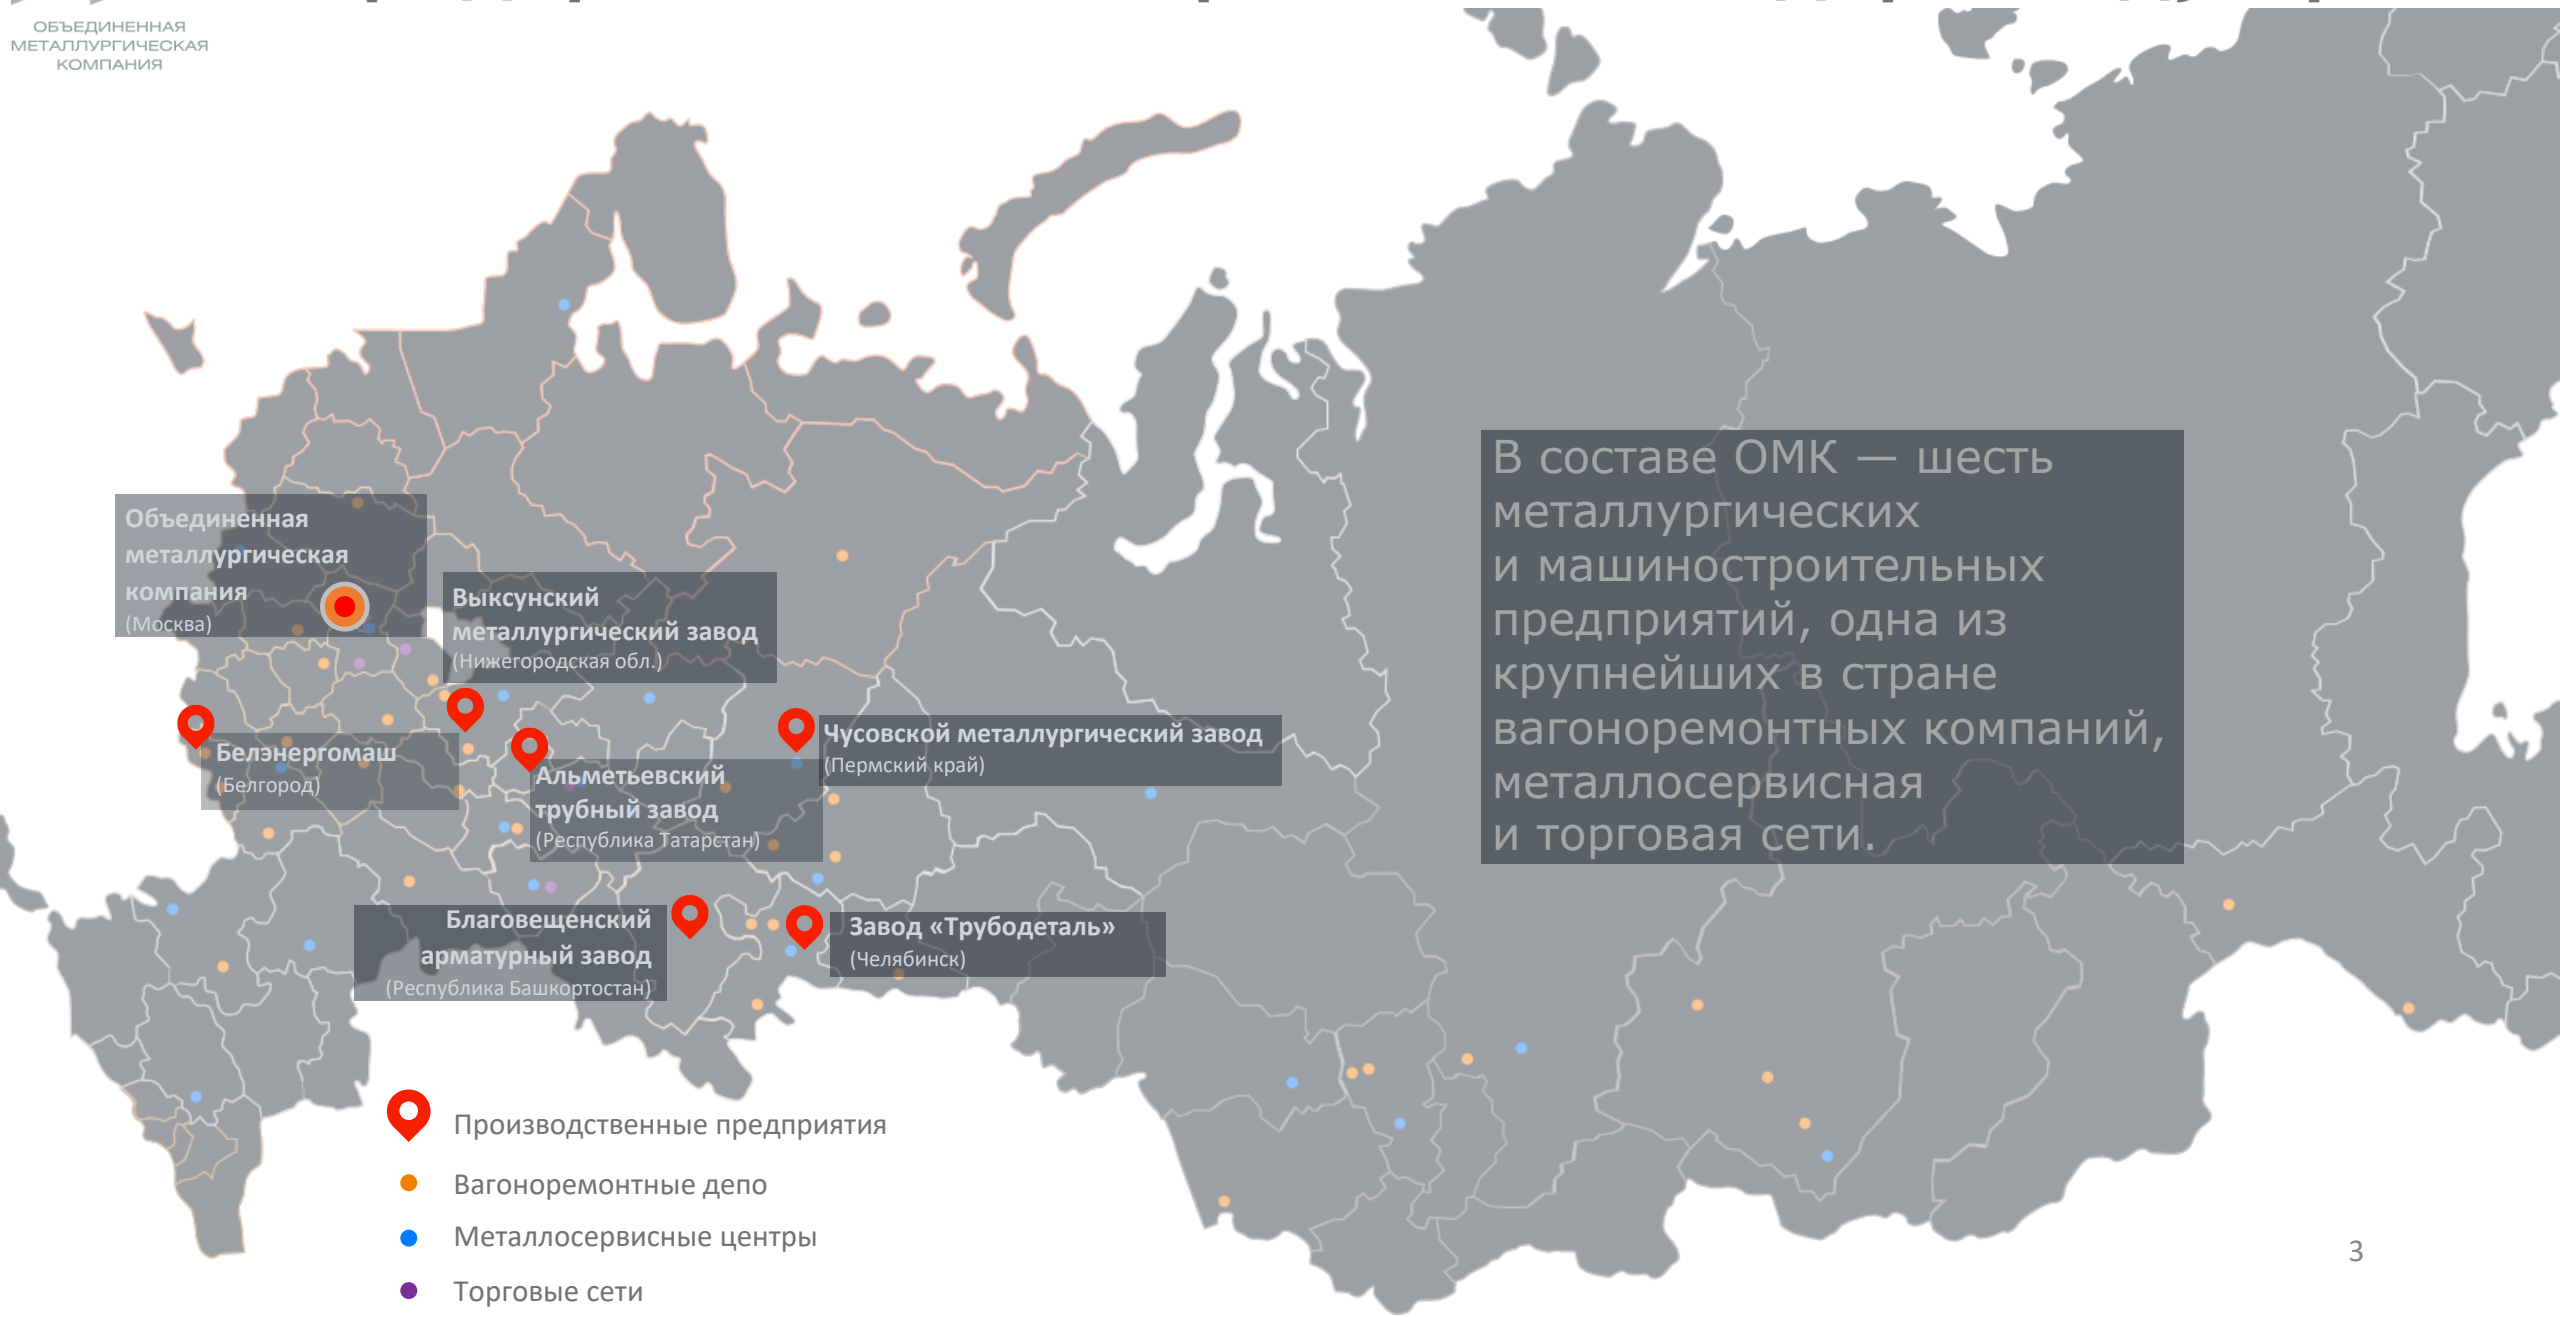 ОБЪЕДИНЕННАЯ
МЕТАЛЛУРГИЧЕСКАЯ
КОМПАНИЯ
Объединенная
металлургическая
компания
(Москва)
Выксунский
металлургический завод
(Нижегородская обл.)
Белэнергомаш
(Белгород)
Альметьевский
трубный завод
(Республика Татарстан)
Чусовской металлургический завод
(Пермский край)
Благовещенский
арматурный завод
(Республика Башкортостан)
Завод «Трубодеталь»
(Челябинск)
В составе ОМК — шесть
металлургических
и машиностроительных
предприятий, одна из
крупнейших в стране
вагоноремонтных компаний,
металлосервисная
и торговая сети.
Производственные предприятия
Вагоноремонтные депо
Металлосервисные центры
Торговые сети
3